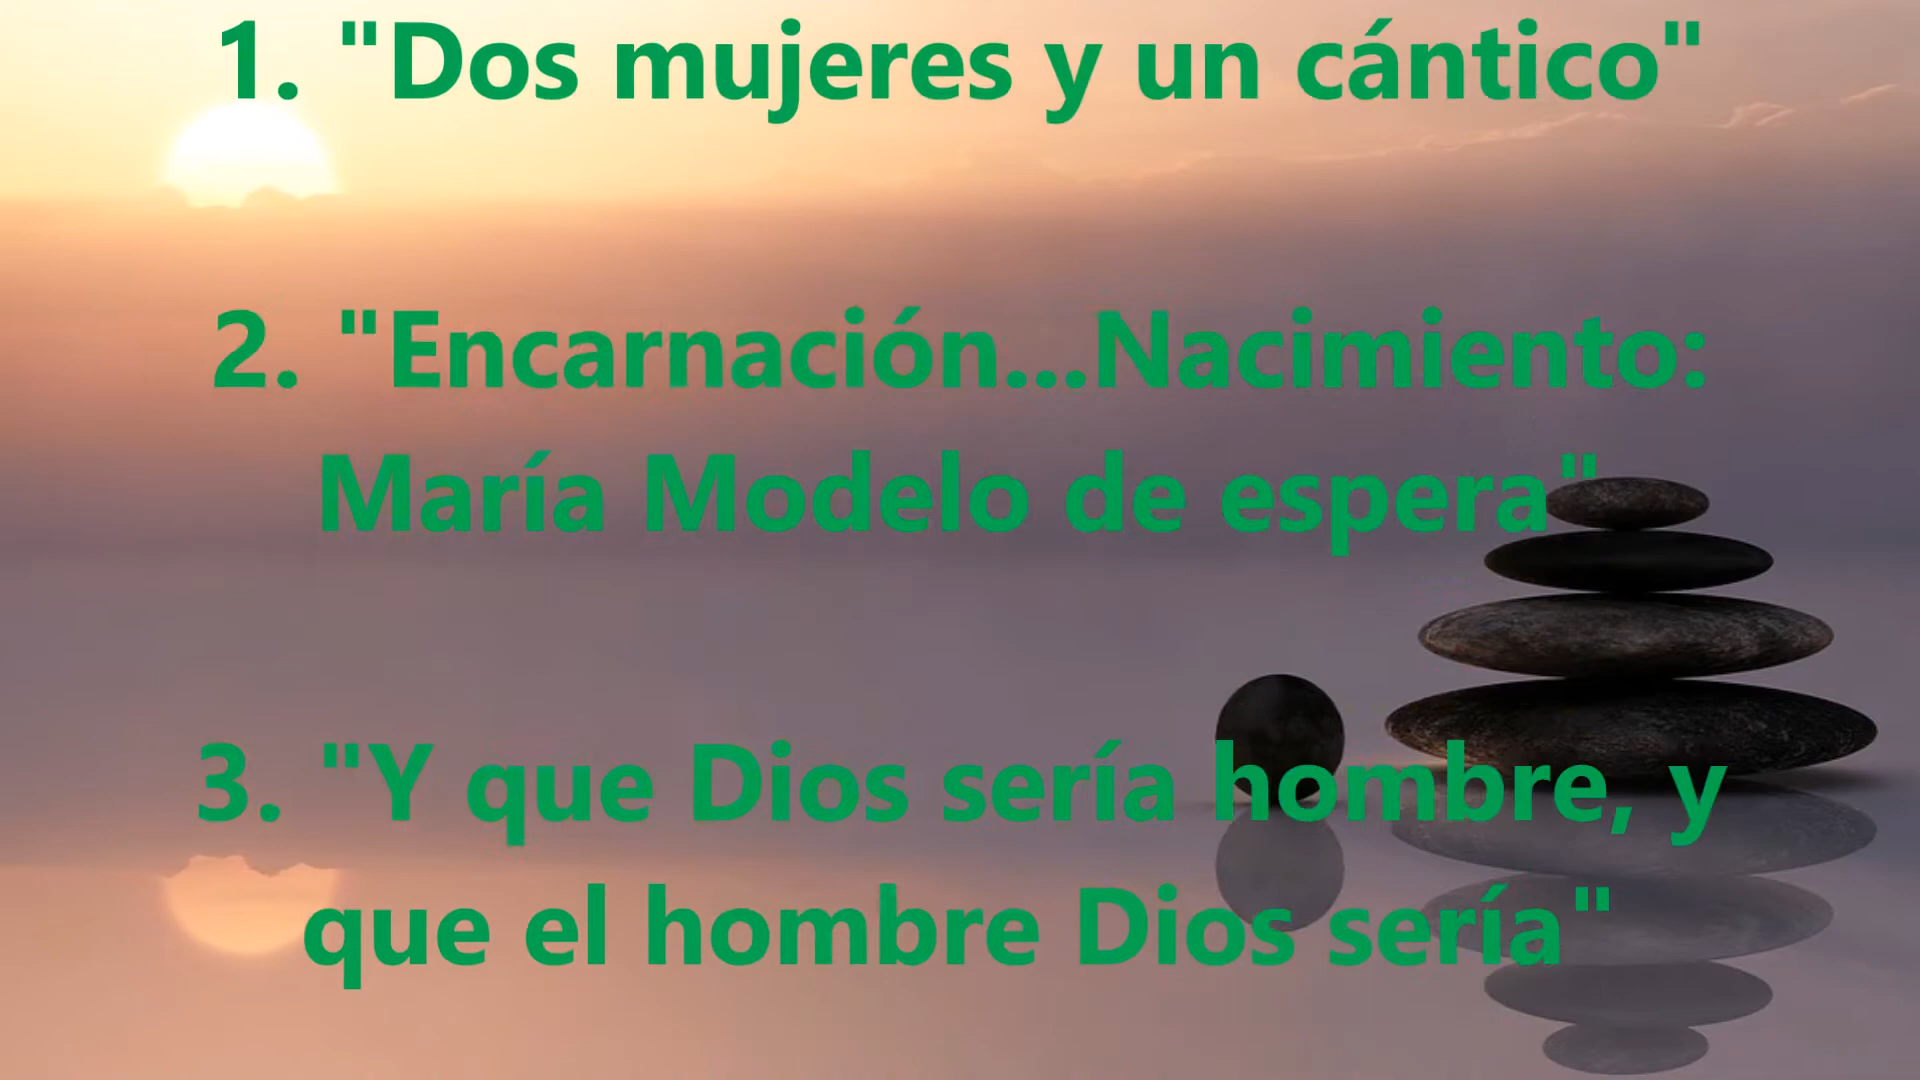 1. "Dos mujeres y un cántico"
2. "Encarnación...Nacimiento:
María Modelo de espera"
3. "Y que Dios sería hombre, y
que el hombre Dios sería"